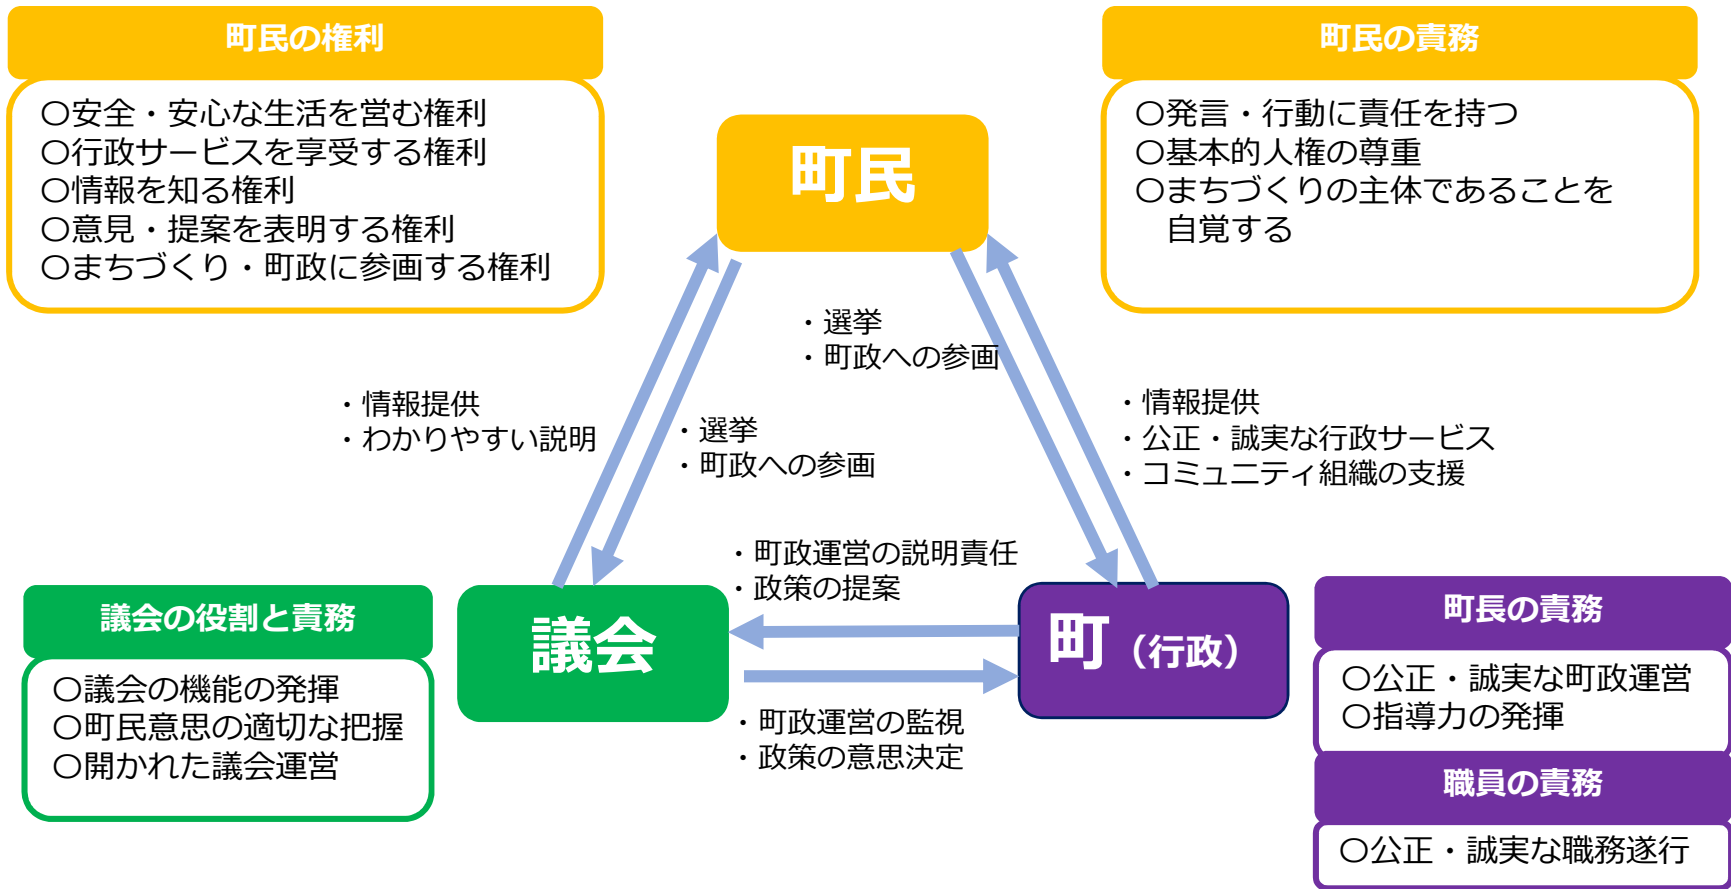 町民の権利
〇安全・安心な生活を営む権利
〇行政サービスを享受する権利
〇情報を知る権利
〇意見・提案を表明する権利
〇まちづくり・町政に参画する権利
町民の責務
〇発言・行動に責任を持つ
〇基本的人権の尊重
〇まちづくりの主体であることを
自覚する
町民
・選挙
・町政への参画
・情報提供
・わかりやすい説明
・選挙
・町政への参画
・情報提供
・公正・誠実な行政サービス
・コミュニティ組織の支援
・町政運営の説明責任
・政策の提案
議会の役割と責務
〇議会の機能の発揮
〇町民意思の適切な把握
〇開かれた議会運営
議会
町（行政）
・町政運営の監視
・政策の意思決定
町長の責務
〇公正・誠実な町政運営
〇指導力の発揮
職員の責務
〇公正・誠実な職務遂行